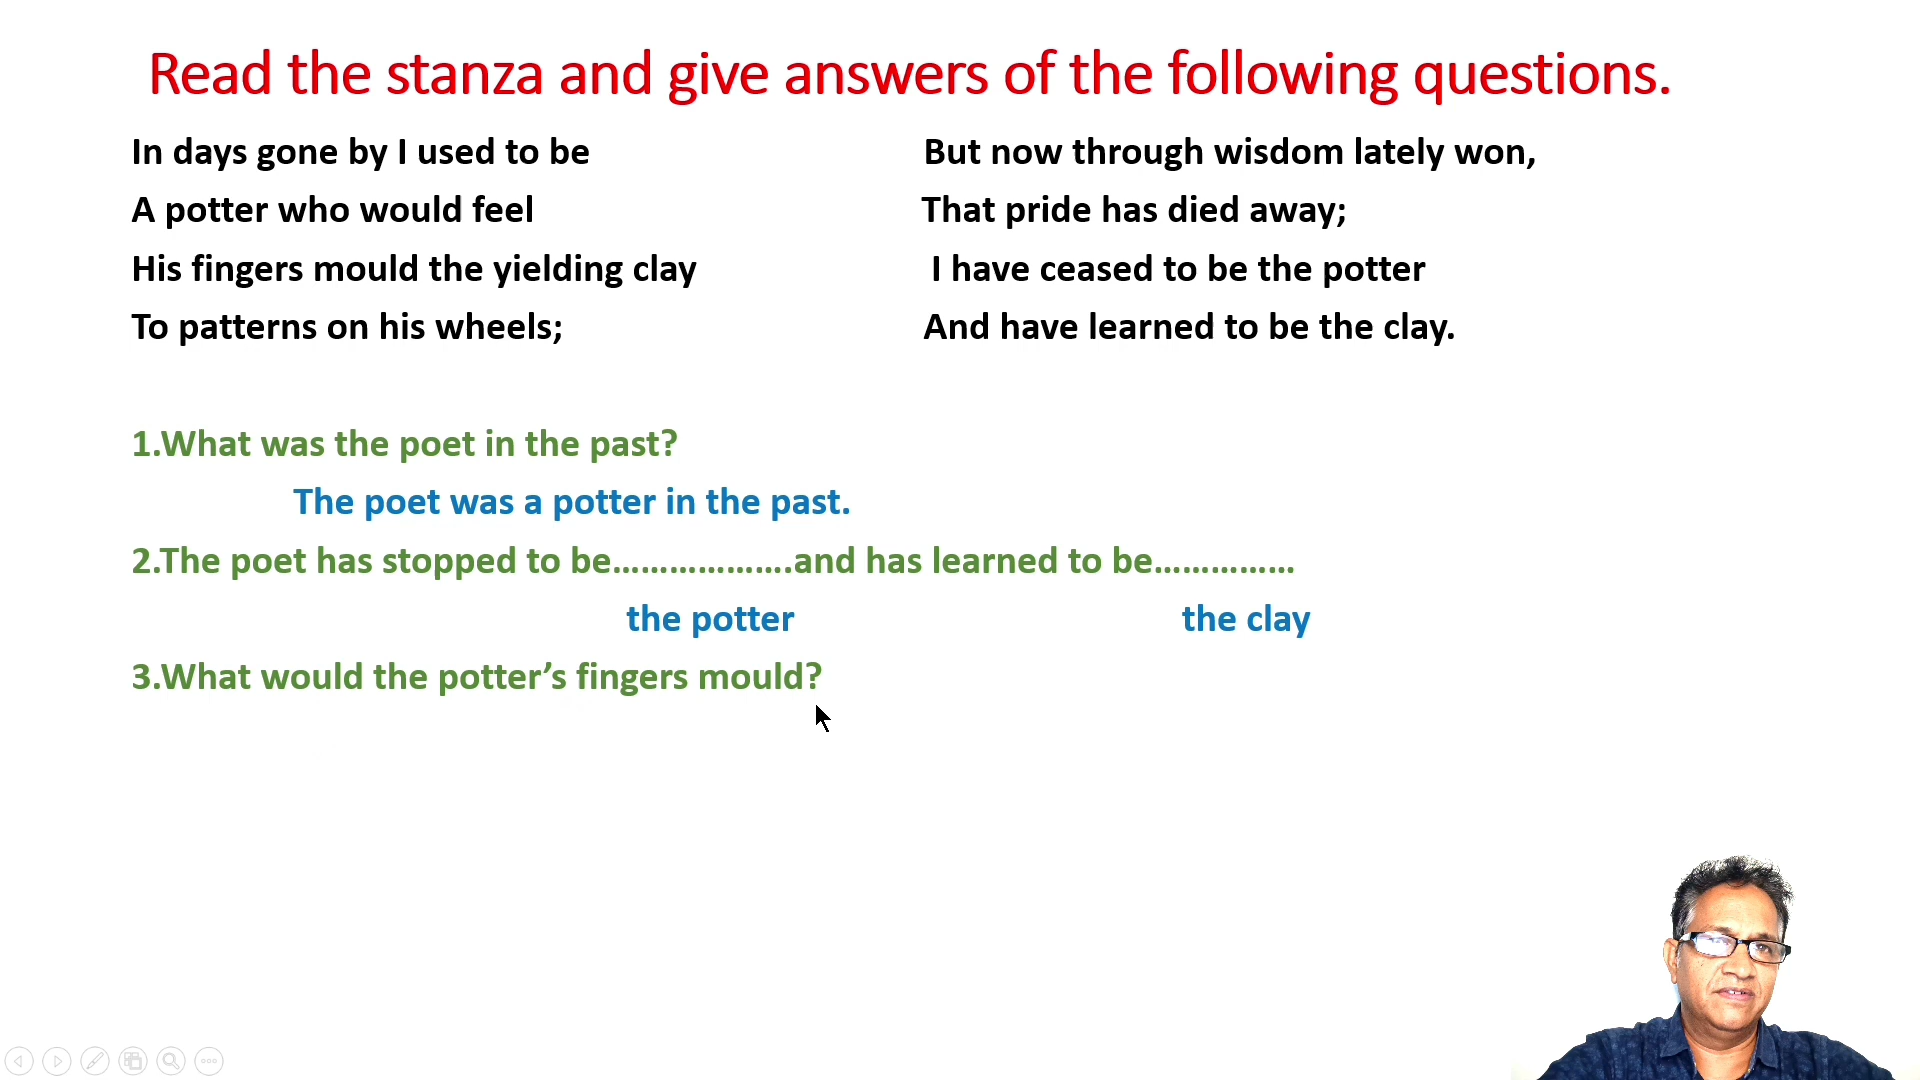 Read the stanza and give answers of the following questions.
In days gone by I used to be
A potter who would feel
His fingers mould the yielding clay
To patterns on his wheels;
But now through wisdom lately won,
That pride has died away;
I have ceased to be the potter
And have learned to be the clay.
1.What was the poet in the past?
The poet was a potter in the past.
2.The poet has stopped to be……………….and has learned to be……………
the potter the clay
3.What would the potter’s fingers mould?